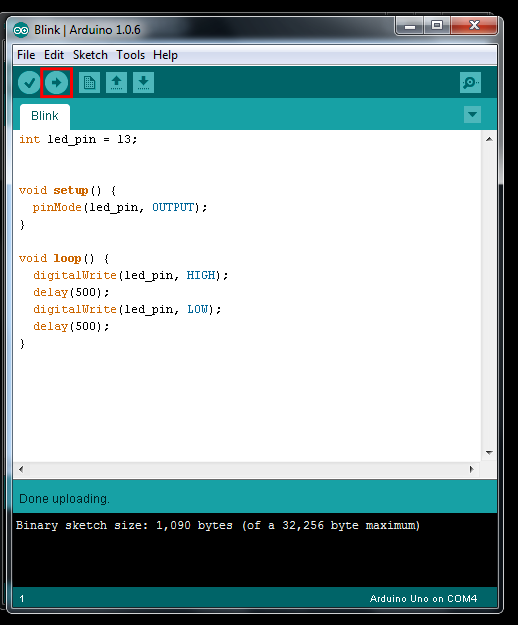 Blink | Arduino 1.0.6
File Edit Sketch Tools Help
Blink
int led_pin = 13;
void setup() {
  pinMode(led_pin, OUTPUT);
}
void loop() {
  digitalWrite(led_pin, HIGH);
  delay(500);
  digitalWrite(led_pin, LOW);
  delay(500);
}
Done uploading.
Binary sketch size: 1,090 bytes (of a 32,256 byte maximum)
1 Arduino Uno on COM4